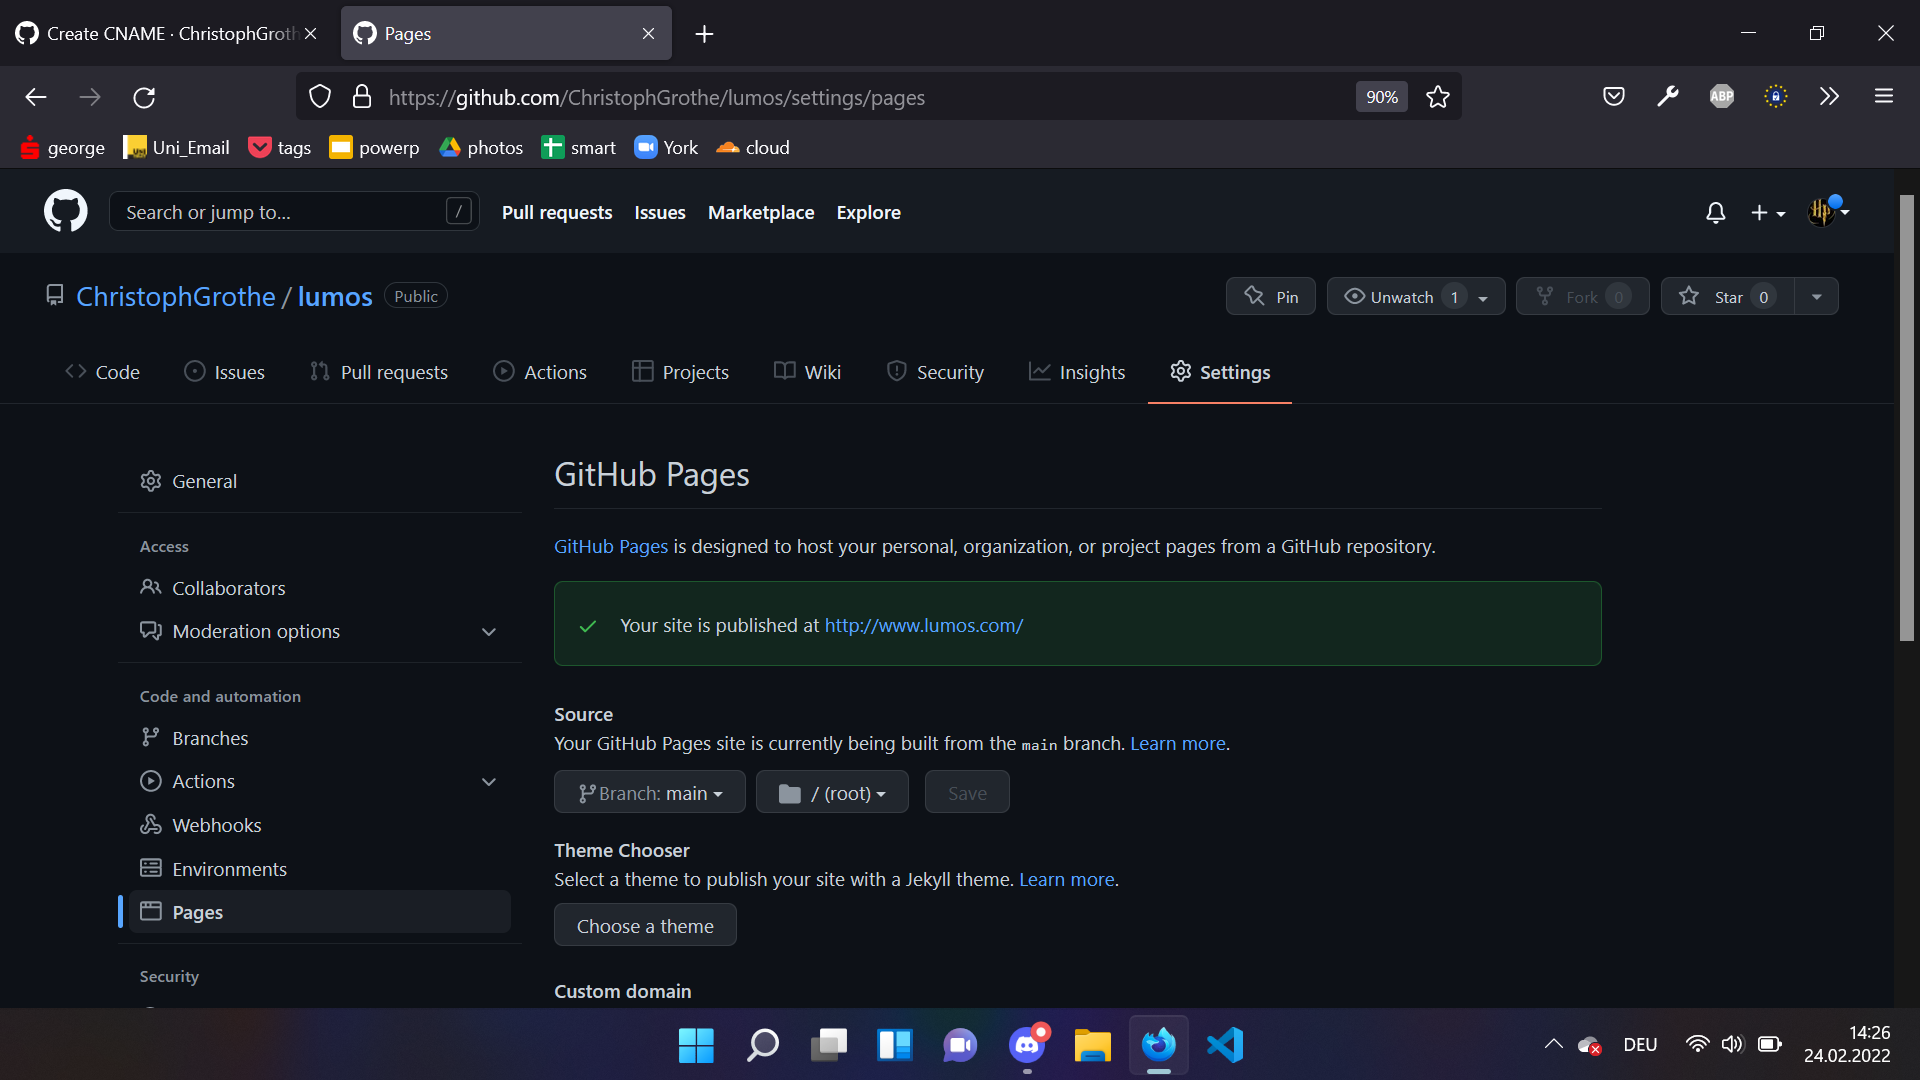 Create CNAME · ChristophGroth
Pages
https://github.com/ChristophGrothe/lumos/settings/pages
90%
ABP
george
Uni_Email
tags
powerp
photos
smart
York
cloud
Search or jump to...
/
Pull requests
Issues
Marketplace
Explore
ChristophGrothe / lumos
Public
Pin
Unwatch 1
Fork 0
Star 0
Code
Issues
Pull requests
Actions
Projects
Wiki
Security
Insights
Settings
General
Access
Collaborators
Moderation options
Code and automation
Branches
Actions
Webhooks
Environments
Pages
Security
GitHub Pages
GitHub Pages is designed to host your personal, organization, or project pages from a GitHub repository.
Your site is published at http://www.lumos.com/
Source
Your GitHub Pages site is currently being built from the main branch. Learn more.
Branch: main
/ (root)
Save
Theme Chooser
Select a theme to publish your site with a Jekyll theme. Learn more.
Choose a theme
Custom domain
DEU
14:26
24.02.2022